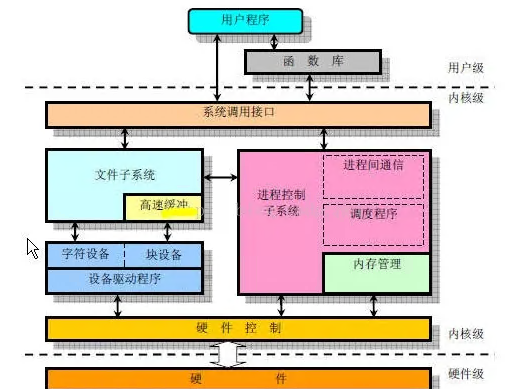 用户程序
函 数 库
用户级
内核级
系统调用接口
文件子系统
高速缓冲
进程控制
子系统
进程间通信
调度程序
内存管理
字符设备
块设备
设备驱动程序
硬 件 控 制
内核级
硬 件
硬件级